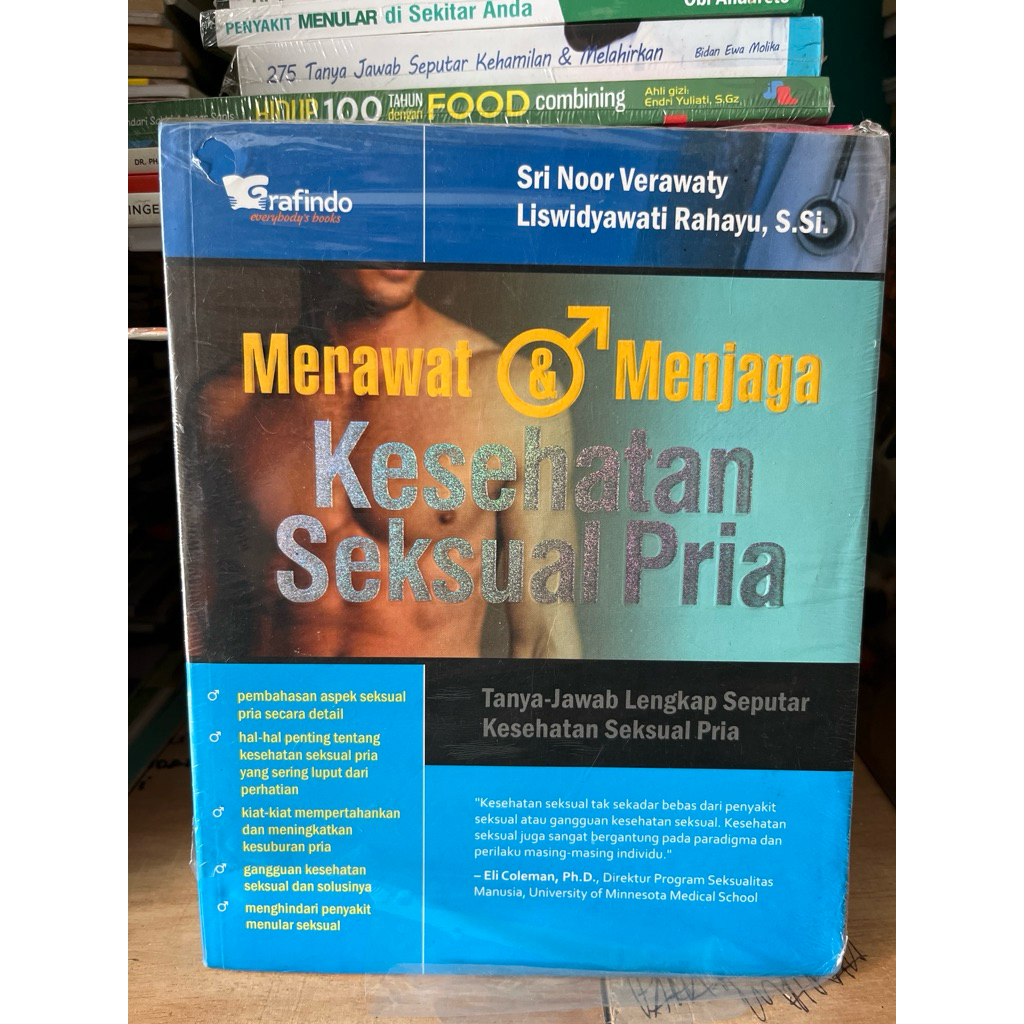 PENYAKIT MENULAR di Sekitar Anda
275 Tanya Jawab Seputar Kehamilan & Melahirkan Bidan Ewa Molika
HIDUP 100 TAHUN dengan FOOD combining Ahli gizi: Endri Yuliati, S.Gz
DR.
Grafindo
everybody's books
Sri Noor Verawaty
Liswidyawati Rahayu, S.Si.
Merawat & Menjaga
Kesehatan
Seksual Pria
Tanya-Jawab Lengkap Seputar
Kesehatan Seksual Pria
pembahasan aspek seksual
pria secara detail
hal-hal penting tentang
kesehatan seksual pria
yang sering luput dari
perhatian
kiat-kiat mempertahankan
dan meningkatkan
kesuburan pria
gangguan kesehatan
seksual dan solusinya
menghindari penyakit
menular seksual
"Kesehatan seksual tak sekadar bebas dari penyakit
seksual atau gangguan kesehatan seksual. Kesehatan
seksual juga sangat bergantung pada paradigma dan
perilaku masing-masing individu."
– Eli Coleman, Ph.D., Direktur Program Seksualitas
Manusia, University of Minnesota Medical School